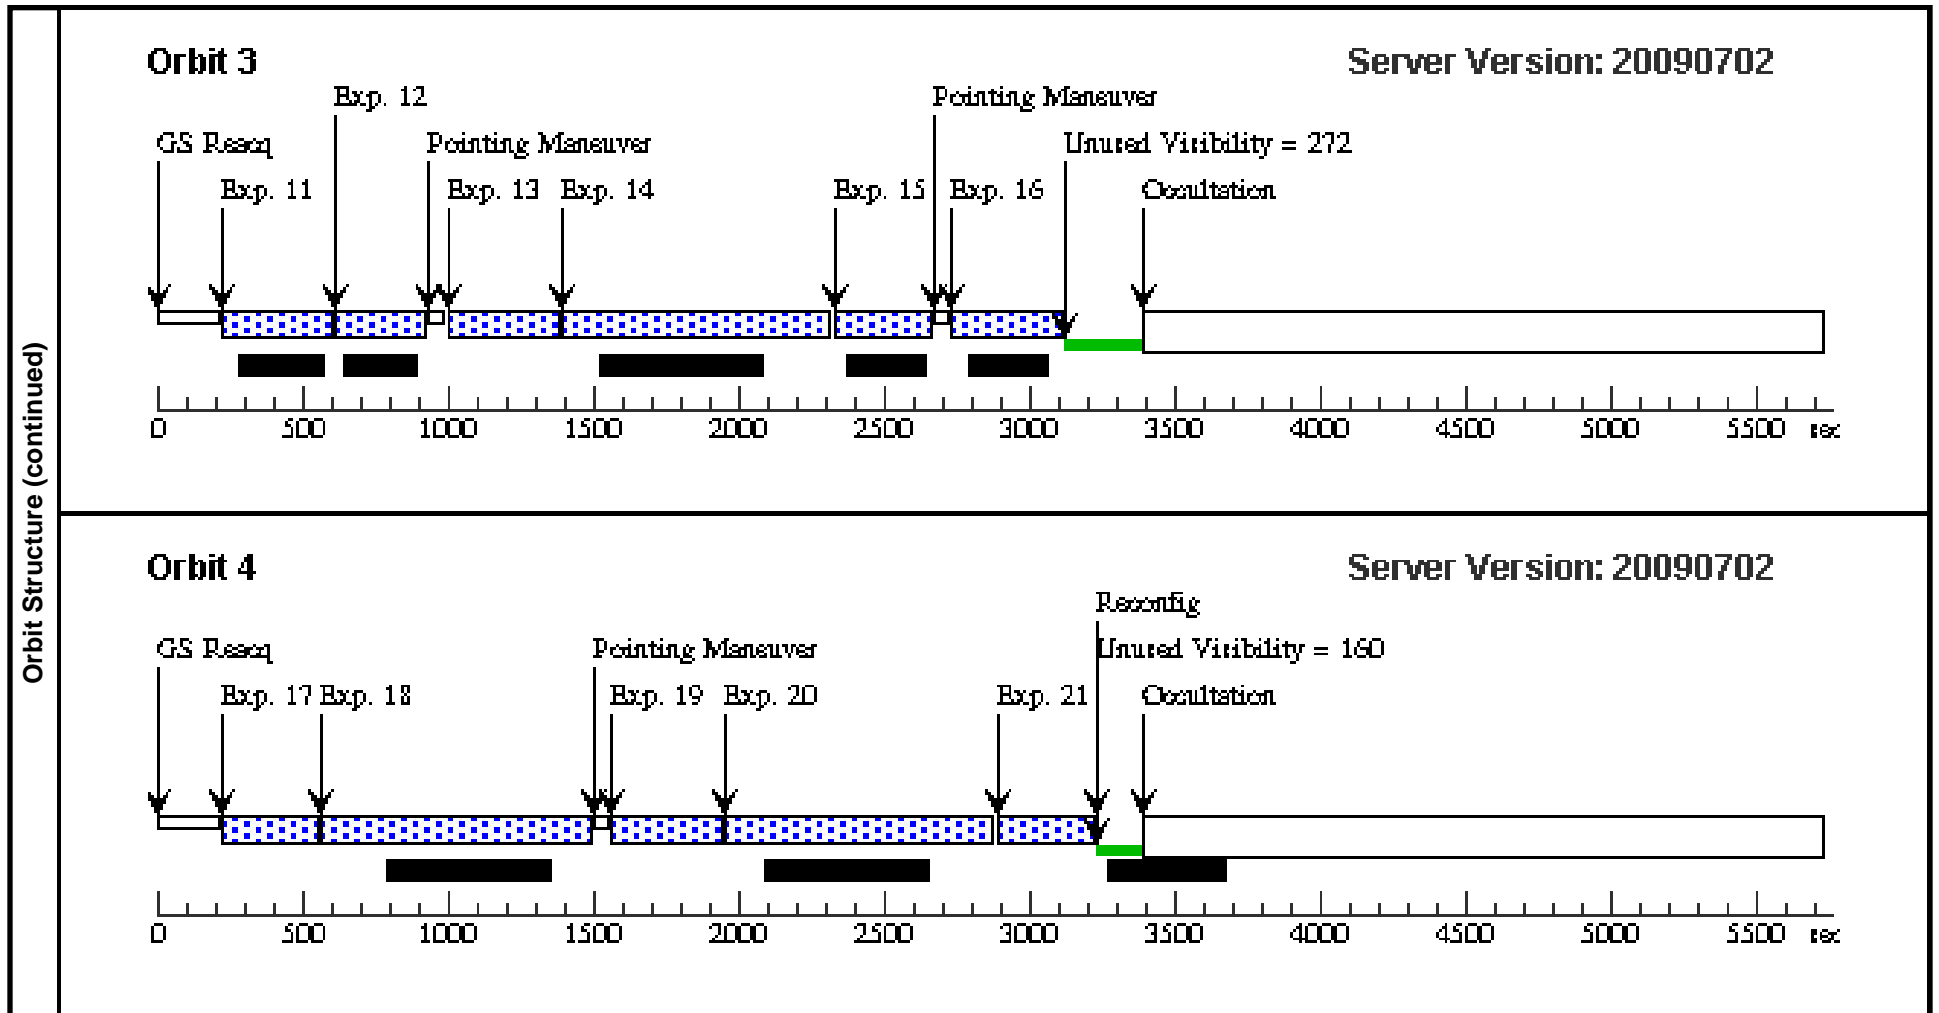 Orbit Structure (continued)
Orbit 3
Server Version: 20090702
Exp. 12
Pointing Maneuver
GS Reacq
Pointing Maneuver
Unused Visibility = 272
Exp. 11
Exp. 13
Exp. 14
Exp. 15
Exp. 16
Occultation
0 500 1000 1500 2000 2500 3000 3500 4000 4500 5000 5500 sec
Orbit 4
Server Version: 20090702
Reconfig
GS Reacq
Pointing Maneuver
Unused Visibility = 160
Exp. 17
Exp. 18
Exp. 19
Exp. 20
Exp. 21
Occultation
0 500 1000 1500 2000 2500 3000 3500 4000 4500 5000 5500 sec